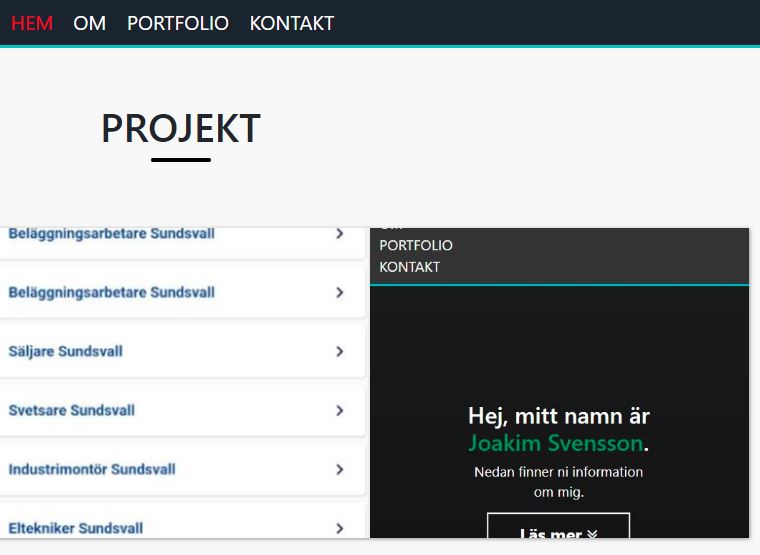 HEM OM PORTFOLIO KONTAKT
PROJEKT
Beläggningsarbetare Sundsvall
Beläggningsarbetare Sundsvall
Säljare Sundsvall
Svetsare Sundsvall
Industrimontör Sundsvall
Eltekniker Sundsvall
PORTFOLIO
KONTAKT
Hej, mitt namn är
Joakim Svensson.
Nedan finner ni information
om mig.
Läs mer